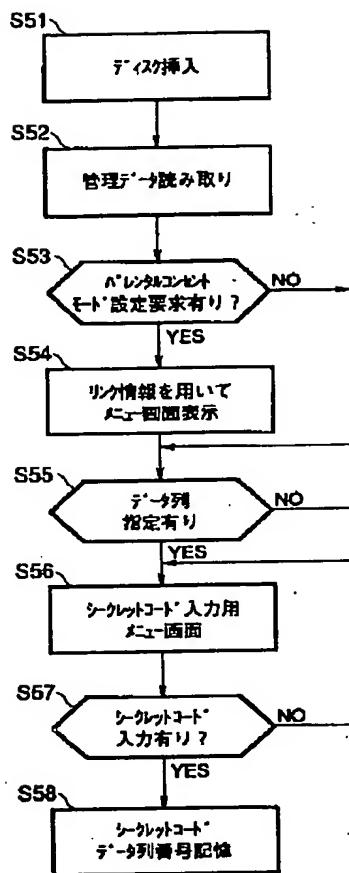 S51
ディスク挿入
S52
管理データ読み取り
S53
パレンタルコンセント
モード設定要求有り?
NO
YES
S54
リンク情報を用いて
メニュー画面表示
S55
データ列
指定有り
NO
YES
S56
シークレットコード入力用
メニュー画面
S57
シークレットコード
入力有り?
NO
YES
S58
シークレットコード
データ列番号記憶